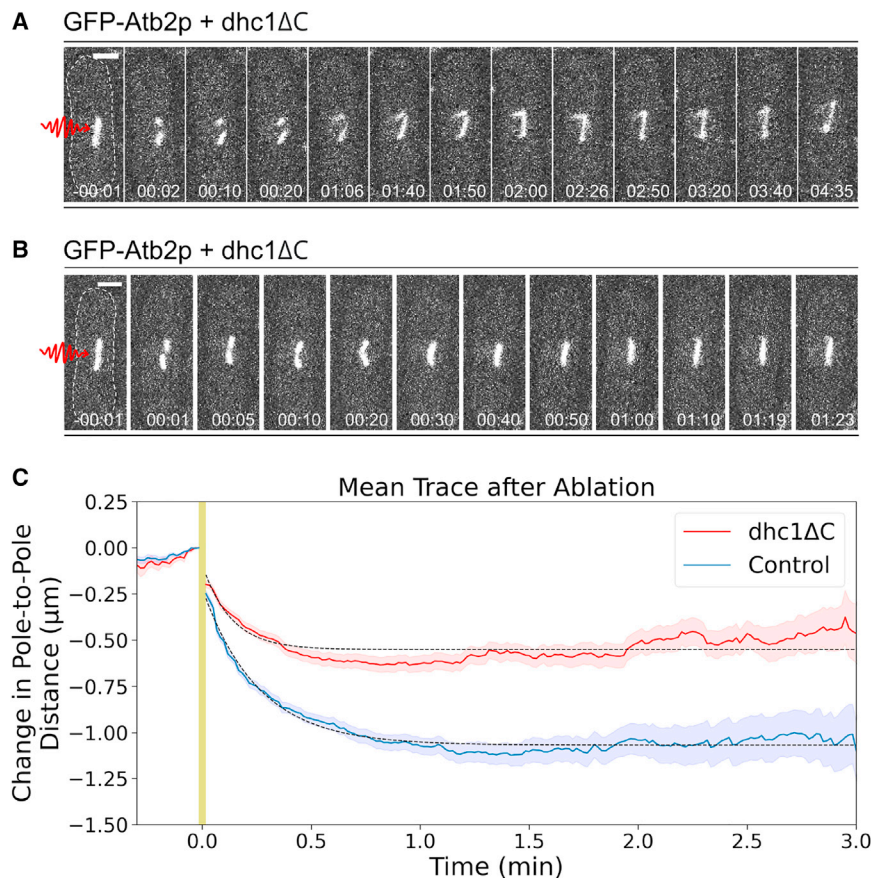 A
GFP-Atb2p + dhc1ΔC
-00:01 00:02 00:10 00:20 01:06 01:40 01:50 02:00 02:26 02:50 03:20 03:40 04:35
B
GFP-Atb2p + dhc1ΔC
-00:01 00:01 00:05 00:10 00:20 00:30 00:40 00:50 01:00 01:10 01:19 01:23
C
Mean Trace after Ablation
Change in Pole-to-Pole
Distance (μm)
0.25
0.00
−0.25
−0.50
−0.75
−1.00
−1.25
−1.50
dhc1ΔC
Control
0.0 0.5 1.0 1.5 2.0 2.5 3.0
Time (min)